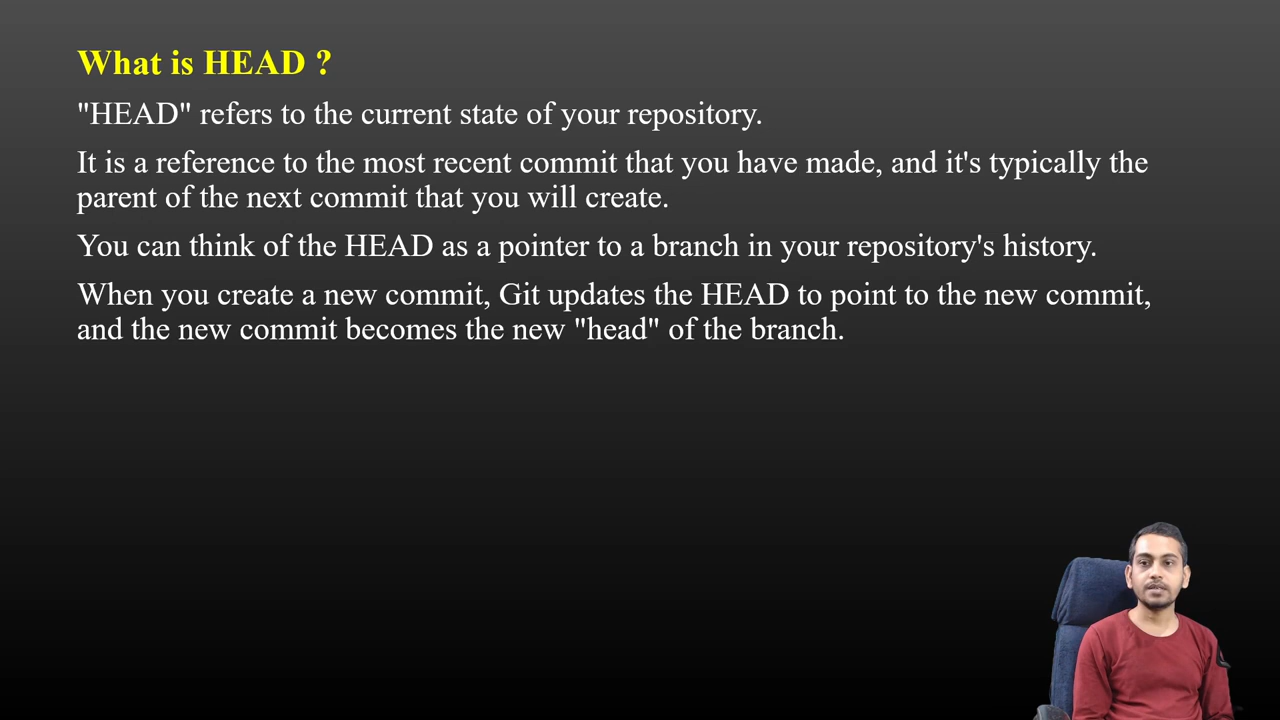 What is HEAD ?
"HEAD" refers to the current state of your repository.
It is a reference to the most recent commit that you have made, and it's typically the
parent of the next commit that you will create.
You can think of the HEAD as a pointer to a branch in your repository's history.
When you create a new commit, Git updates the HEAD to point to the new commit,
and the new commit becomes the new "head" of the branch.